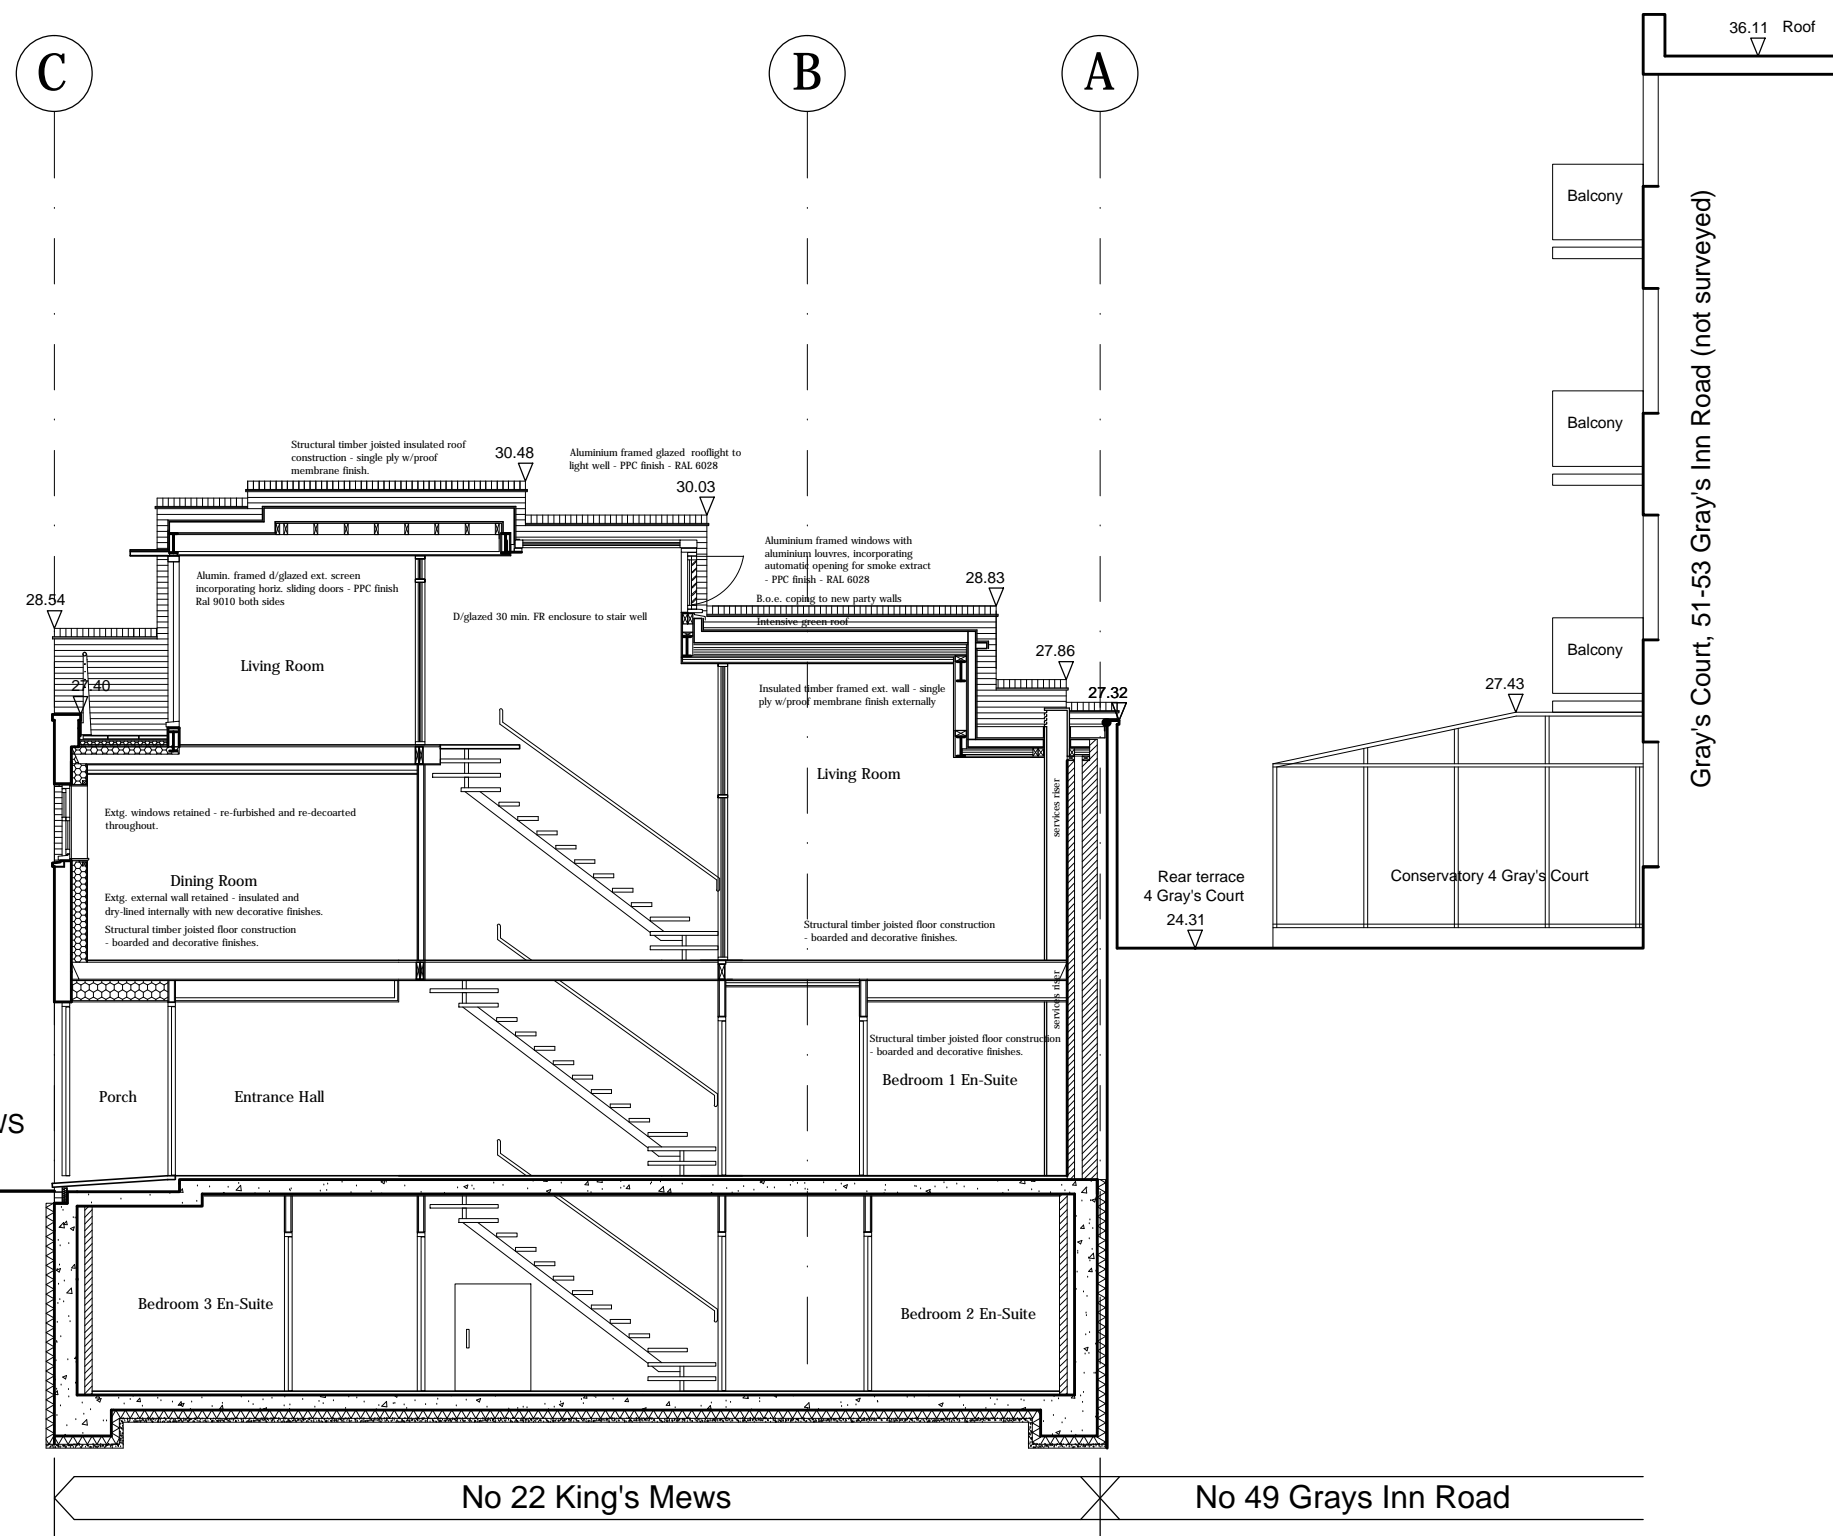 C
B
A
36.11 Roof
Balcony
Balcony
Balcony
Gray's Court, 51-53 Gray's Inn Road (not surveyed)
Structural timber joisted insulated roof
construction - single ply w/proof
membrane finish.
30.48
Aluminium framed glazed rooflight to
light well - PPC finish - RAL 6028
30.03
Aluminium framed windows with
aluminium louvres, incorporating
automatic opening for smoke extract
- PPC finish - RAL 6028
B.o.e. coping to new party walls
Intensive green roof
28.83
28.54
Alumin. framed d/glazed ext. screen
incorporating horiz. sliding doors - PPC finish
Ral 9010 both sides
D/glazed 30 min. FR enclosure to stair well
Living Room
27.40
27.86
27.32
27.43
Insulated timber framed ext. wall - single
ply w/proof membrane finish externally
Living Room
services riser
Extg. windows retained - re-furbished and re-decoarted
throughout.
Dining Room
Extg. external wall retained - insulated and
dry-lined internally with new decorative finishes.
Structural timber joisted floor construction
- boarded and decorative finishes.
Structural timber joisted floor construction
- boarded and decorative finishes.
Rear terrace
4 Gray's Court
24.31
Conservatory 4 Gray's Court
services riser
Structural timber joisted floor construction
- boarded and decorative finishes.
Bedroom 1 En-Suite
Porch
Entrance Hall
Bedroom 3 En-Suite
Bedroom 2 En-Suite
No 22 King's Mews
No 49 Grays Inn Road